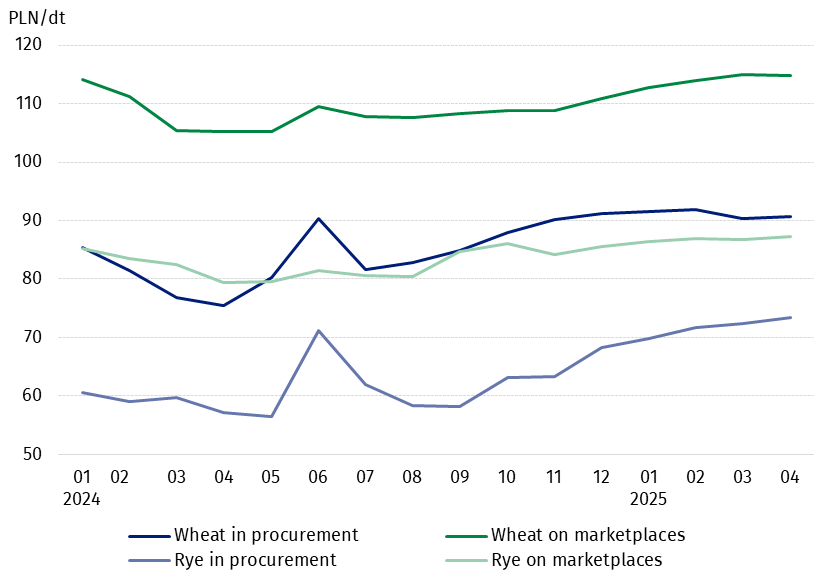 PLN/dt
120
110
100
90
80
70
60
50
01 02 03 04 05 06 07 08 09 10 11 12 01 02 03 04
2024 2025
Wheat in procurement Wheat on marketplaces
Rye in procurement Rye on marketplaces